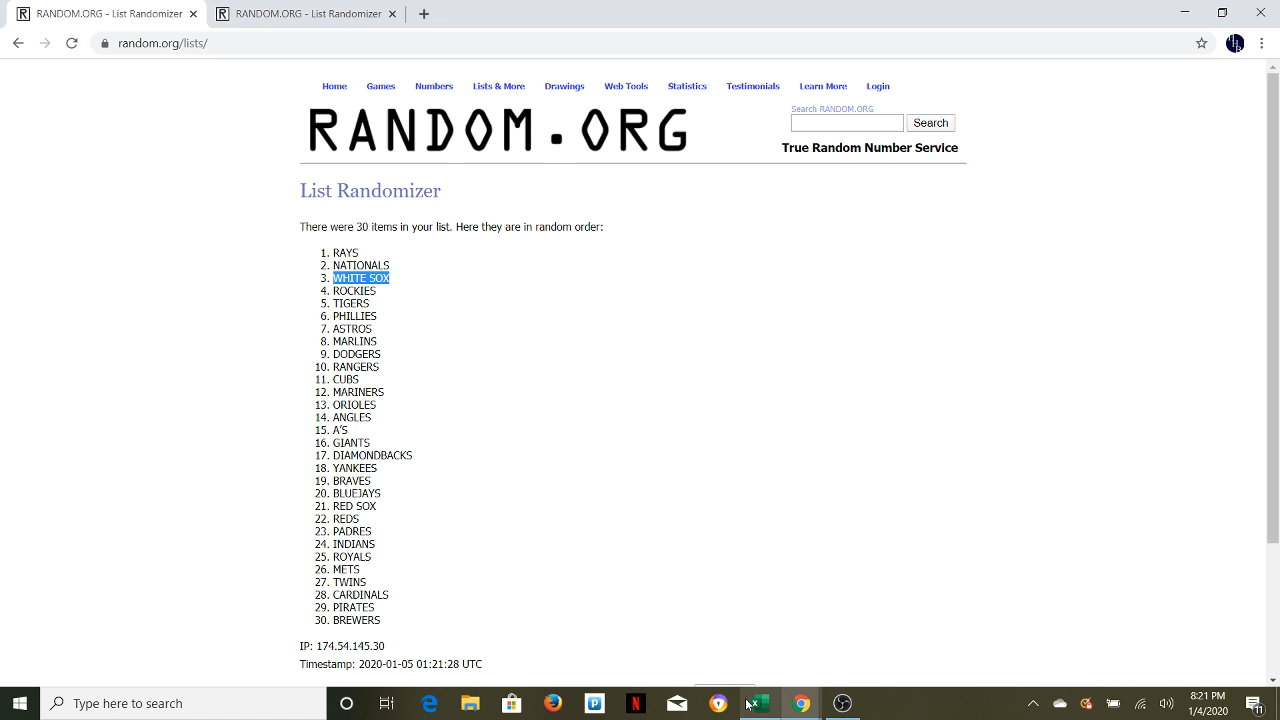 RANDOM.ORG - List Randomizer
RANDOM.ORG - List Randomizer
random.org/lists/
Home Games Numbers Lists & More Drawings Web Tools Statistics Testimonials Learn More Login
RANDOM.ORG
Search RANDOM.ORG
Search
True Random Number Service
List Randomizer
There were 30 items in your list. Here they are in random order:
1. RAYS
2. NATIONALS
3. WHITE SOX
4. ROCKIES
5. TIGERS
6. PHILLIES
7. ASTROS
8. MARLINS
9. DODGERS
10. RANGERS
11. CUBS
12. MARINERS
13. ORIOLES
14. ANGLES
15. A'S
16. GIANTS
17. DIAMONDBACKS
18. YANKEES
19. BRAVES
20. BLUEJAYS
21. RED SOX
22. REDS
23. PADRES
24. INDIANS
25. ROYALS
26. METS
27. TWINS
28. CARDINALS
29. PIRATES
30. BREWERS
IP: 174.54.145.30
Timestamp: 2020-01-05 01:21:28 UTC
Type here to search
8:21 PM
1/4/2020